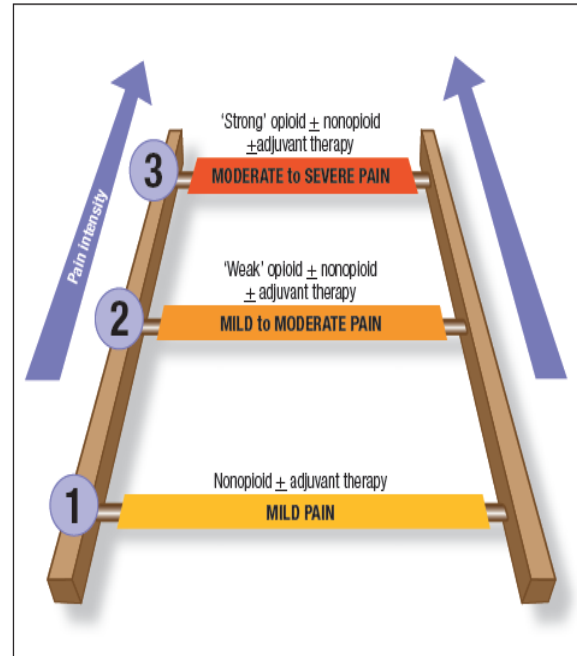 'Strong' opioid ± nonopioid
±adjuvant therapy
3
MODERATE to SEVERE PAIN
Pain intensity
'Weak' opioid ± nonopioid
± adjuvant therapy
2
MILD to MODERATE PAIN
Nonopioid ± adjuvant therapy
1
MILD PAIN